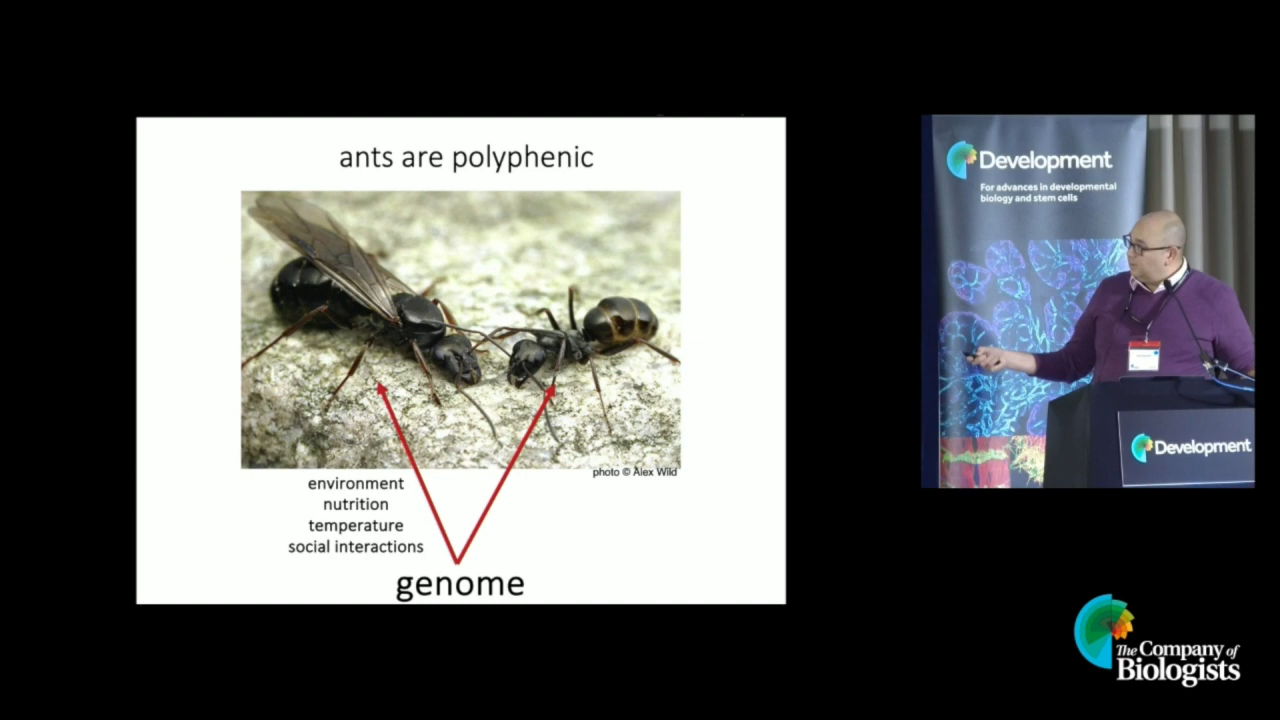 ants are polyphenic
photo © Alex Wild
environment
nutrition
temperature
social interactions
genome
Development
For advances in developmental
biology and stem cells
Development
The Company of
Biologists